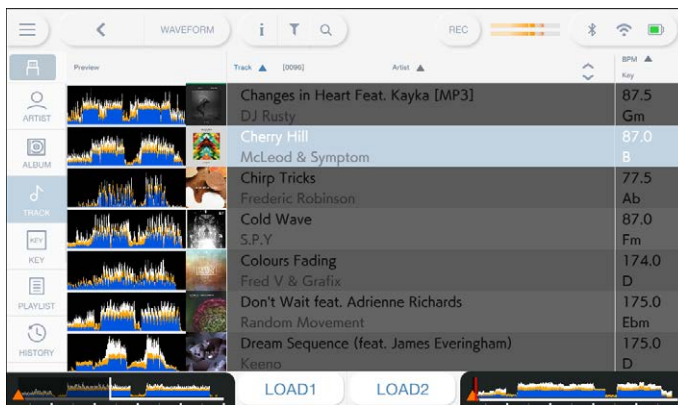 WAVEFORM
i
REC
Preview
Track [0096] Artist
BPM
Key
ARTIST
ALBUM
TRACK
KEY
KEY
PLAYLIST
HISTORY
Changes in Heart Feat. Kayka [MP3] 87.5
DJ Rusty Gm
Cherry Hill 87.0
McLeod & Symptom B
Chirp Tricks 77.5
Frederic Robinson Ab
Cold Wave 87.0
S.P.Y Fm
Colours Fading 174.0
Fred V & Grafix D
Don't Wait feat. Adrienne Richards 175.0
Random Movement Ebm
Dream Sequence (feat. James Everingham) 175.0
Keeno D
LOAD1 LOAD2